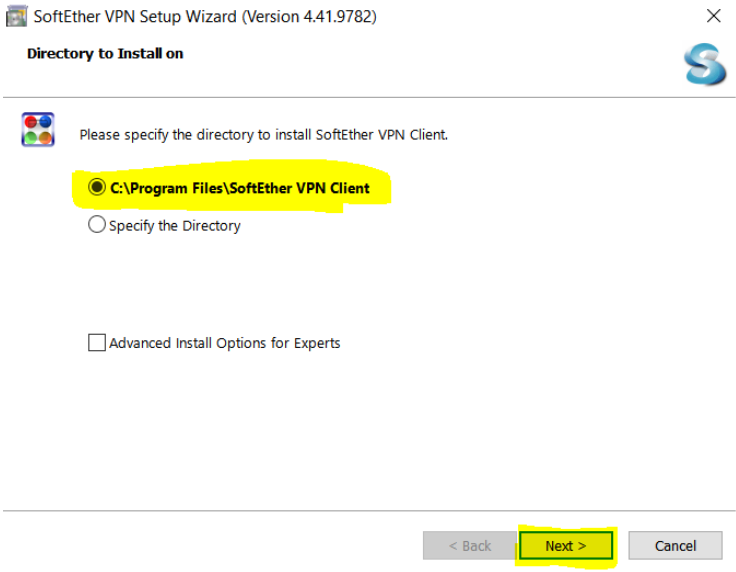 SoftEther VPN Setup Wizard (Version 4.41.9782)
Directory to Install on
Please specify the directory to install SoftEther VPN Client.
C:\Program Files\SoftEther VPN Client
Specify the Directory
Advanced Install Options for Experts
< Back Next > Cancel